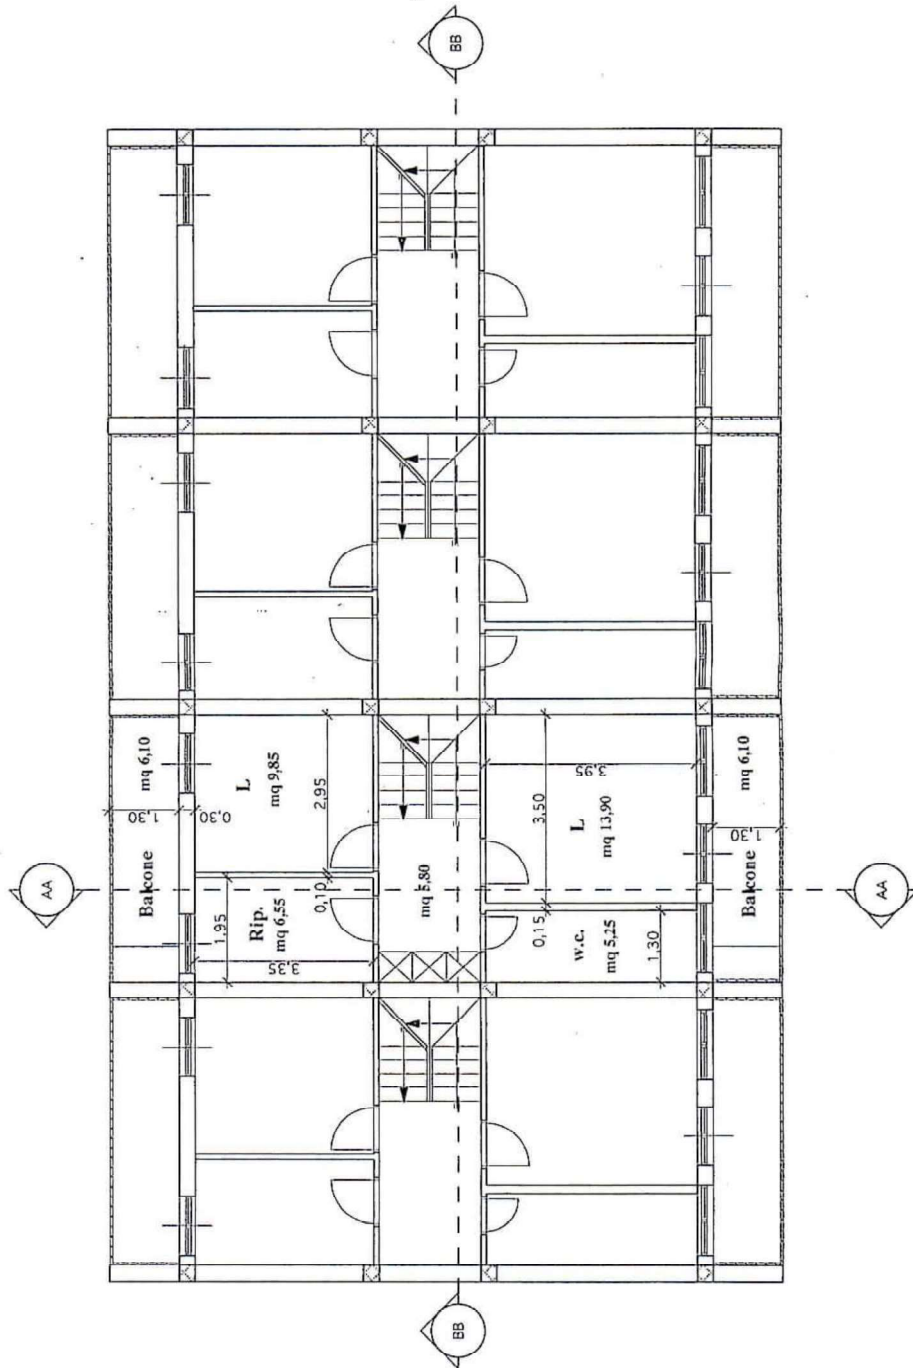 BB
AA
Balcone
mq 6,10
1,30
0,30
L
mq 9,85
2,95
Rip.
mq 6,55
1,95
3,35
0,10
mq 5,80
L
mq 13,90
3,95
3,50
w.c.
mq 5,25
0,15
1,30
Balcone
mq 6,10
1,30
AA
BB